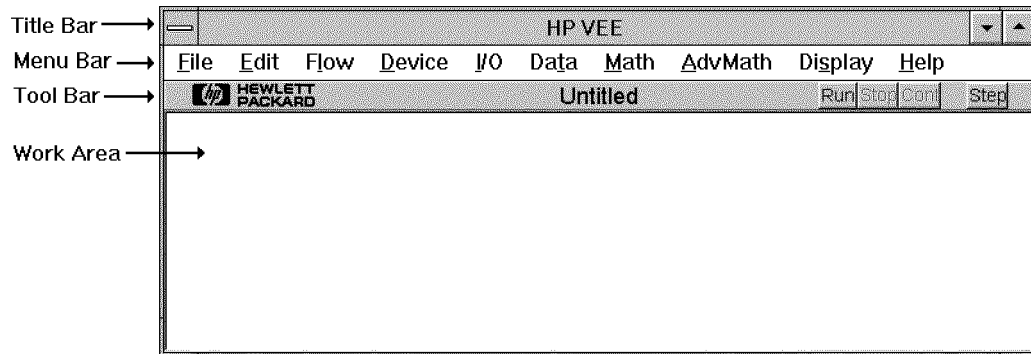 Title Bar HP VEE
Menu Bar File Edit Flow Device I/O Data Math AdvMath Display Help
Tool Bar hp HEWLETT PACKARD Untitled Run Stop Cont Step
Work Area